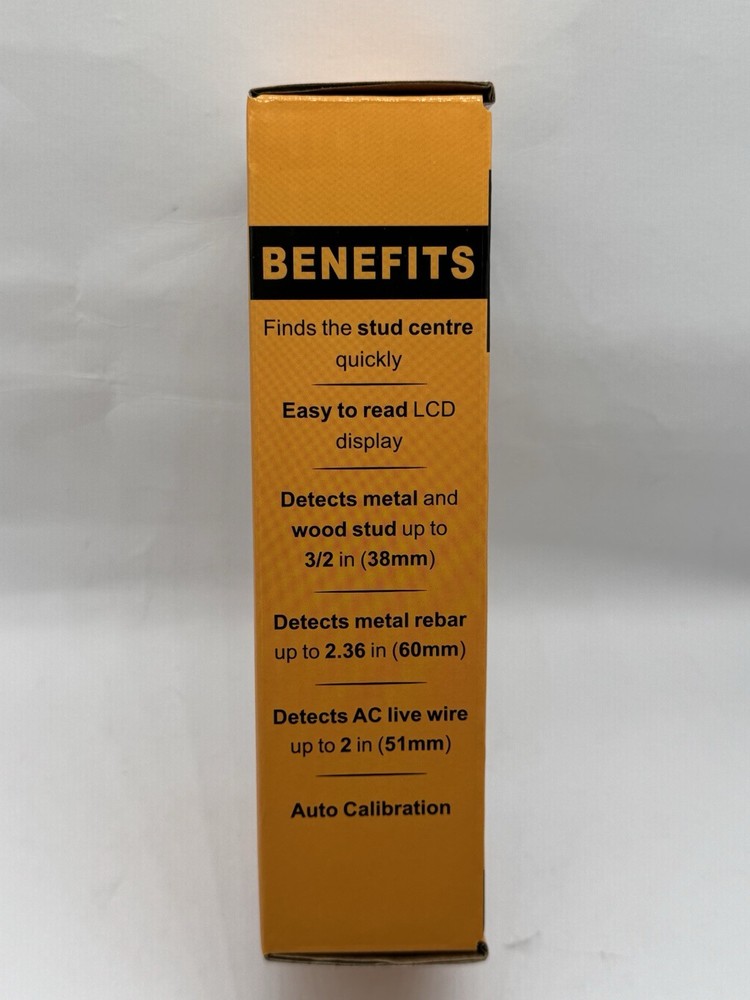 BENEFITS
Finds the stud centre
quickly
Easy to read LCD
display
Detects metal and
wood stud up to
3/2 in (38mm)
Detects metal rebar
up to 2.36 in (60mm)
Detects AC live wire
up to 2 in (51mm)
Auto Calibration